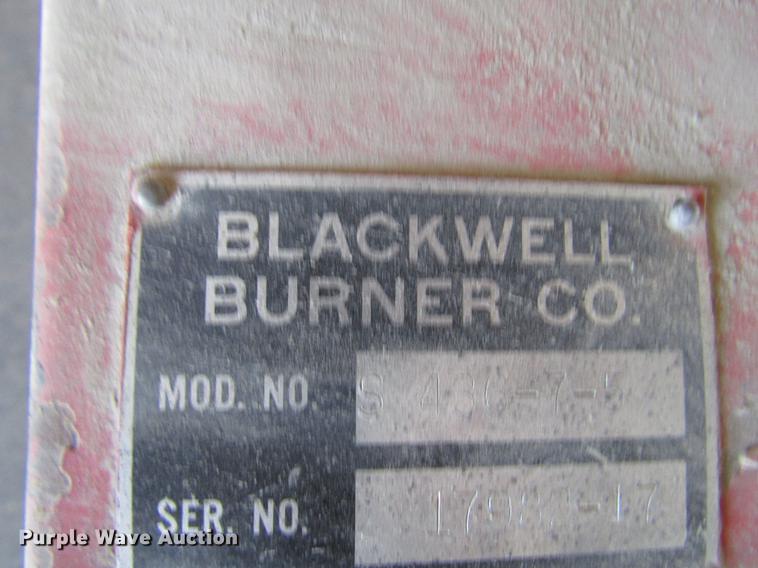 BLACKWELL
BURNER CO.
MOD. NO. S
SER. NO.
Purple Wave Auction